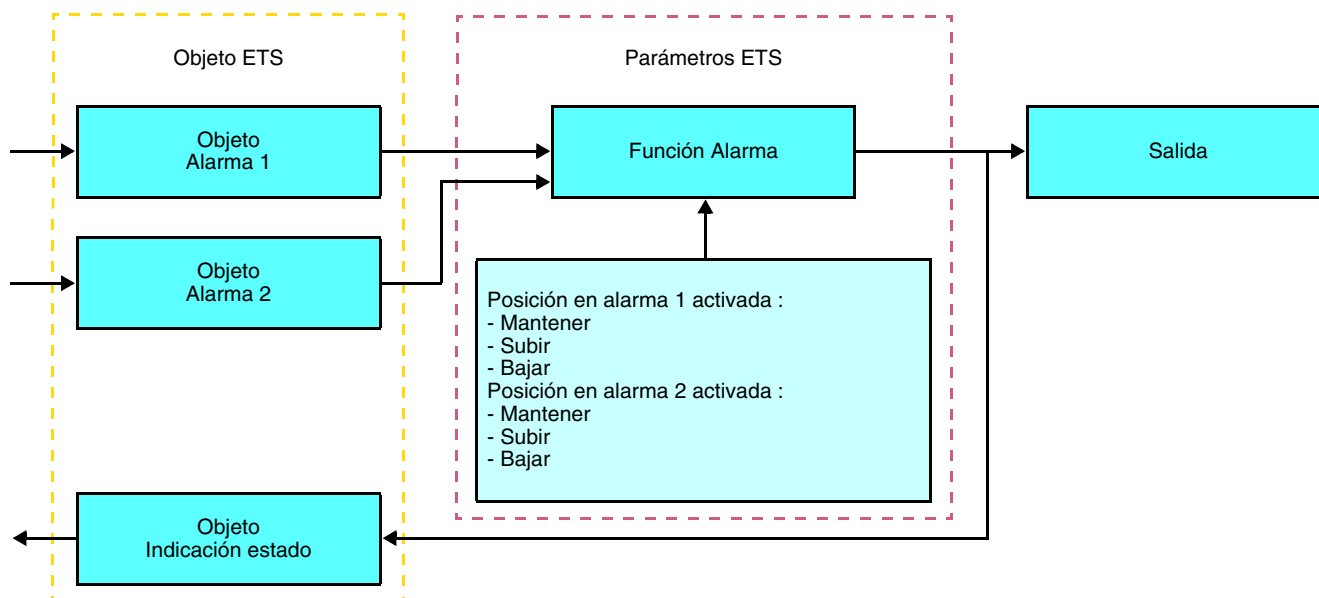 Objeto ETS
Parámetros ETS
Objeto
Alarma 1
Función Alarma
Salida
Objeto
Alarma 2
Posición en alarma 1 activada :
- Mantener
- Subir
- Bajar
Posición en alarma 2 activada :
- Mantener
- Subir
- Bajar
Objeto
Indicación estado